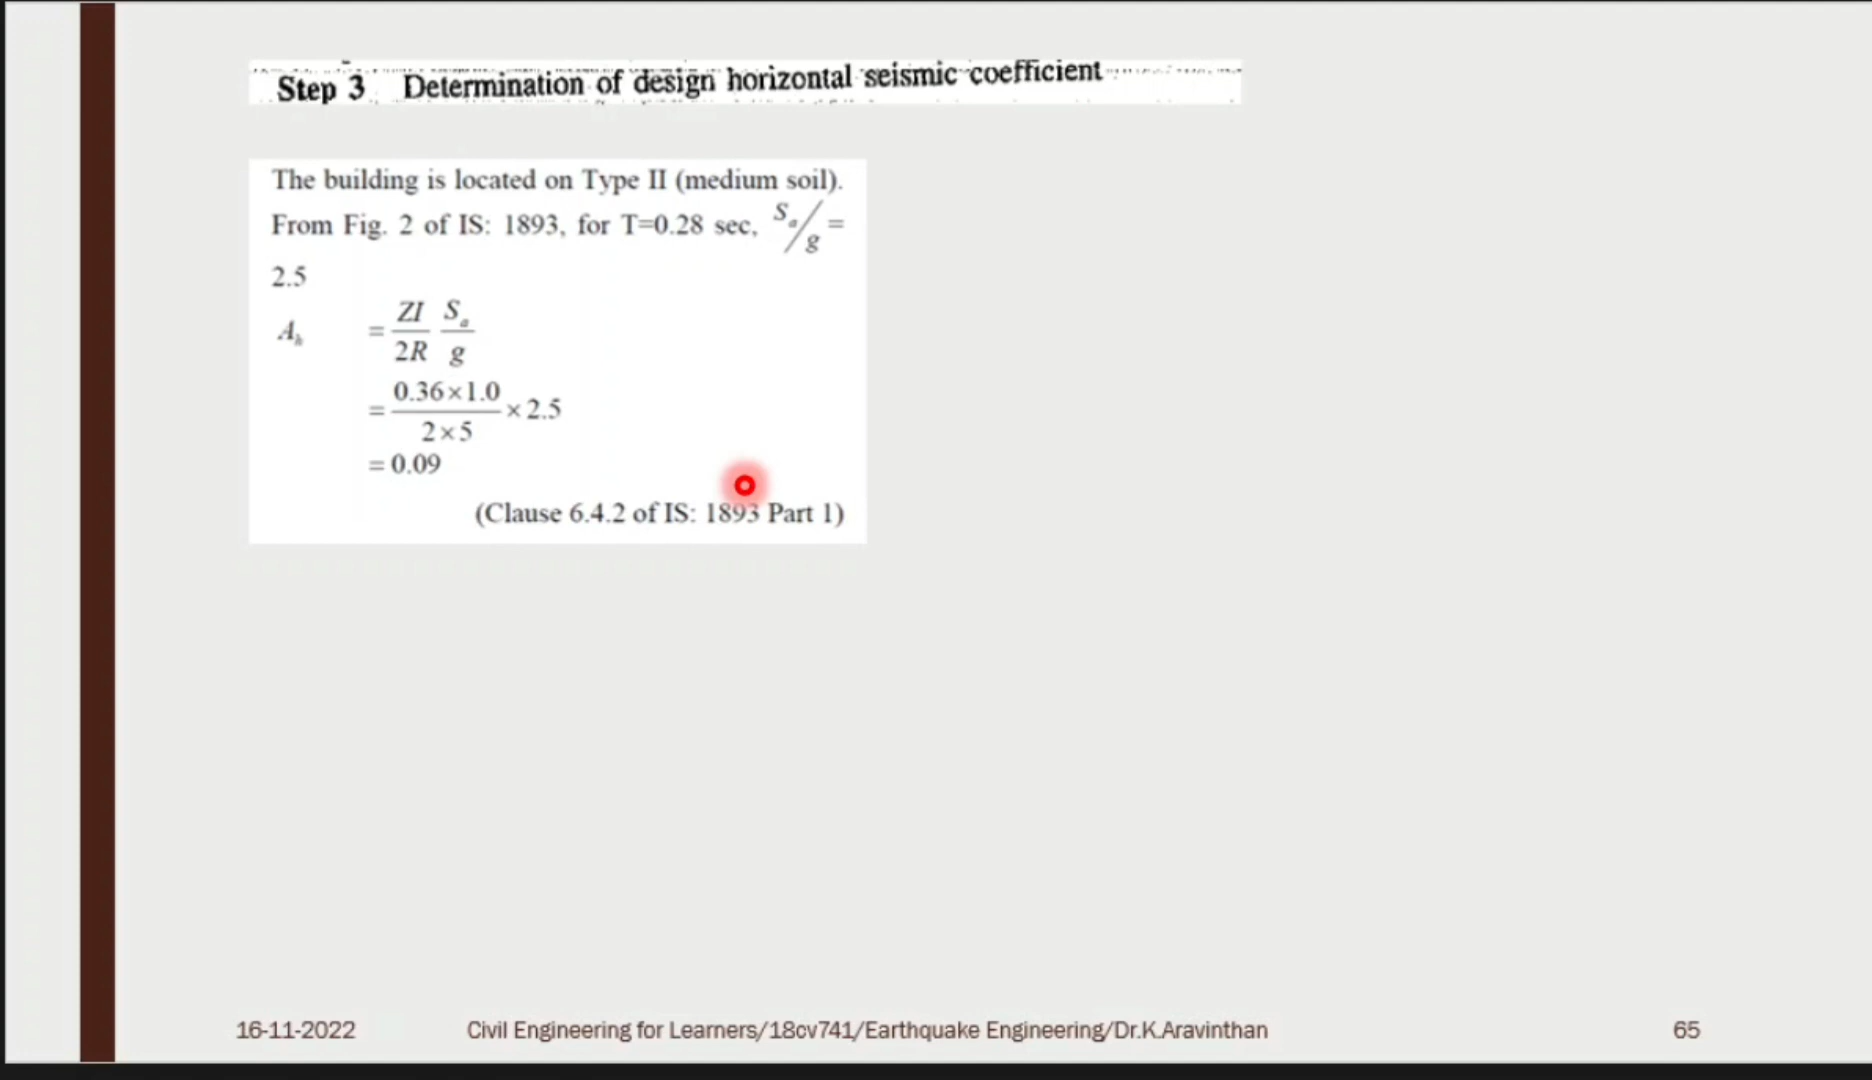 Step 3 Determination of design horizontal seismic coefficient
The building is located on Type II (medium soil).
From Fig. 2 of IS: 1893, for T=0.28 sec, Sa/g =
2.5
Ah = ZI/2R Sa/g
= 0.36×1.0/2×5 × 2.5
= 0.09
(Clause 6.4.2 of IS: 1893 Part 1)
16-11-2022 Civil Engineering for Learners/18cv741/Earthquake Engineering/Dr.K.Aravinthan 65